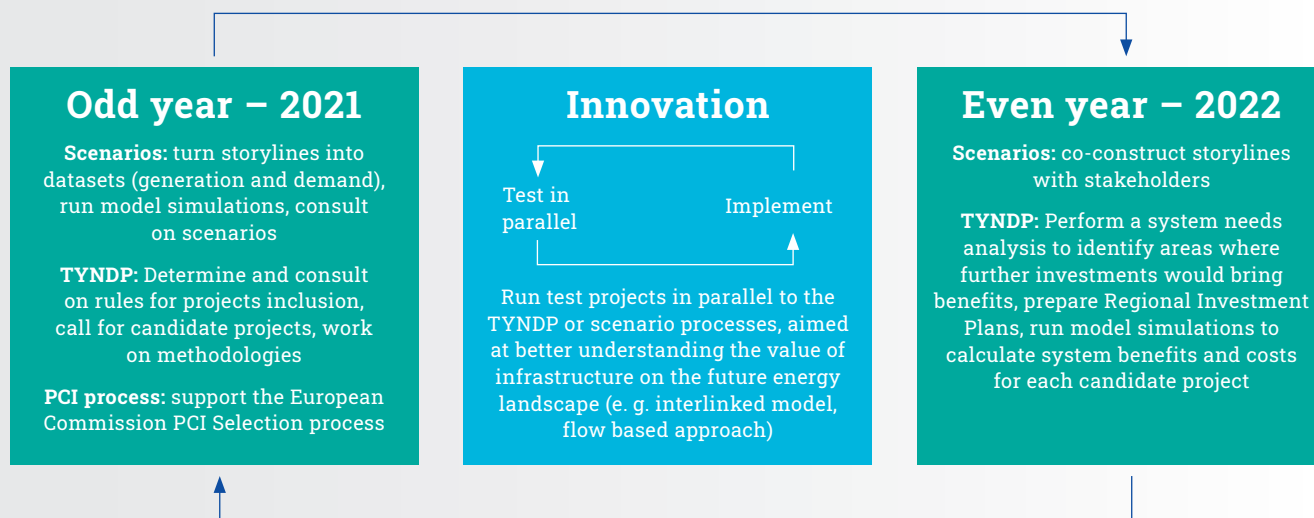 Odd year – 2021
Scenarios: turn storylines into
datasets (generation and demand),
run model simulations, consult
on scenarios
TYNDP: Determine and consult
on rules for projects inclusion,
call for candidate projects, work
on methodologies
PCI process: support the European
Commission PCI Selection process
Innovation
Test in
parallel
Implement
Run test projects in parallel to the
TYNDP or scenario processes, aimed
at better understanding the value of
infrastructure on the future energy
landscape (e. g. interlinked model,
flow based approach)
Even year – 2022
Scenarios: co-construct storylines
with stakeholders
TYNDP: Perform a system needs
analysis to identify areas where
further investments would bring
benefits, prepare Regional Investment
Plans, run model simulations to
calculate system benefits and costs
for each candidate project